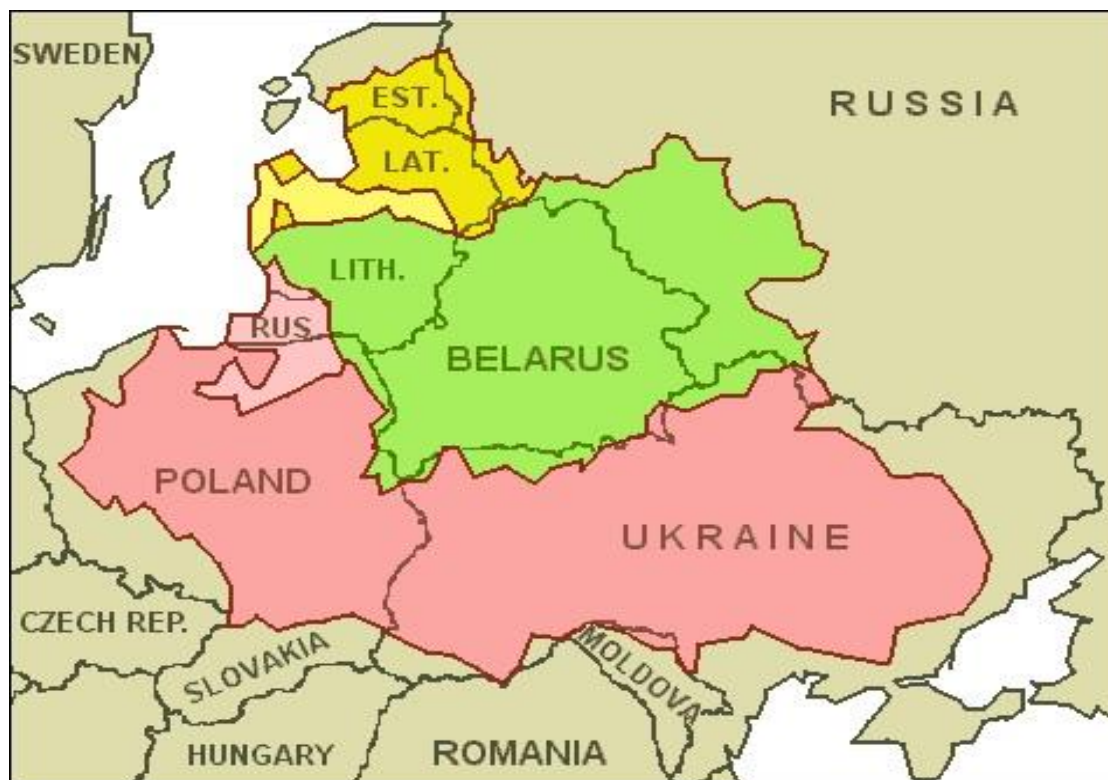 SWEDEN
EST.
RUSSIA
LAT.
LITH.
RUS.
BELARUS
POLAND
UKRAINE
CZECH REP.
SLOVAKIA
MOLDOVA
HUNGARY
ROMANIA